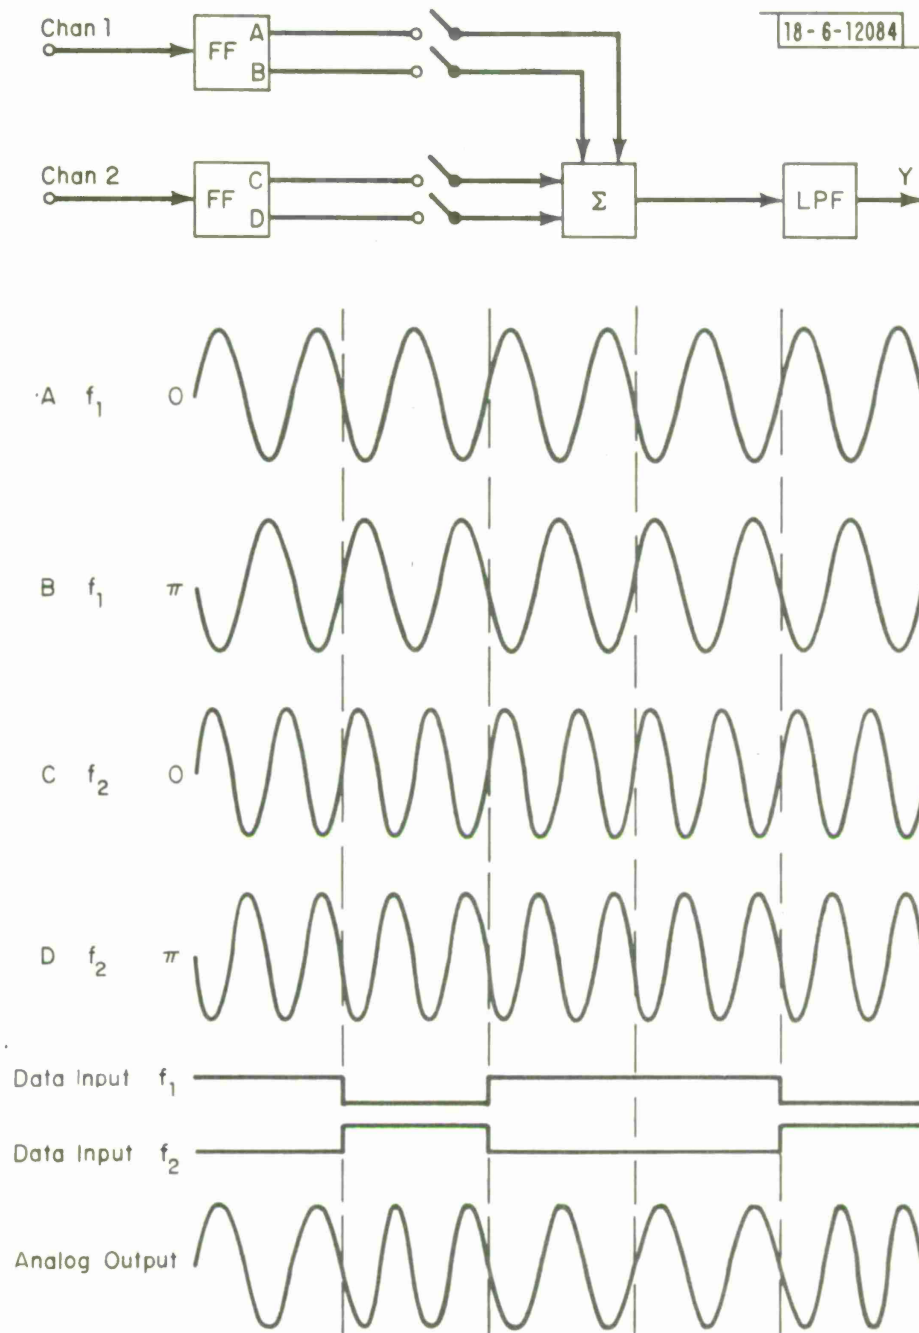 Chan 1
FF
A
B
18-6-12084
Chan 2
FF
C
D
Σ
LPF
Y
A f₁ 0
B f₁ π
C f₂ 0
D f₂ π
Data Input f₁
Data Input f₂
Analog Output